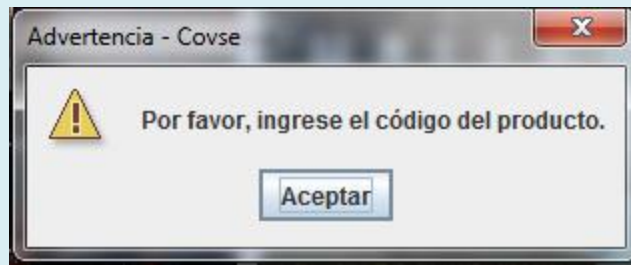 Advertencia - Covse
Por favor, ingrese el código del producto.
Aceptar